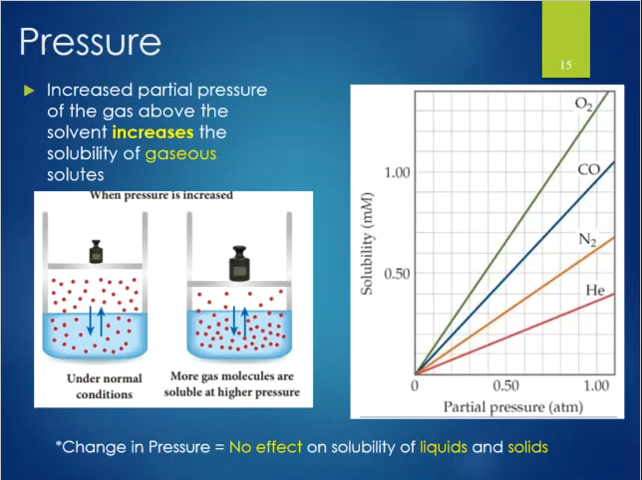 Pressure
15
Increased partial pressure
of the gas above the
solvent increases the
solubility of gaseous
solutes
When pressure is increased
Under normal
conditions
More gas molecules are
soluble at higher pressure
O₂
CO
N₂
He
1.00
0.50
Solubility (mM)
0
0.50
1.00
Partial pressure (atm)
*Change in Pressure = No effect on solubility of liquids and solids